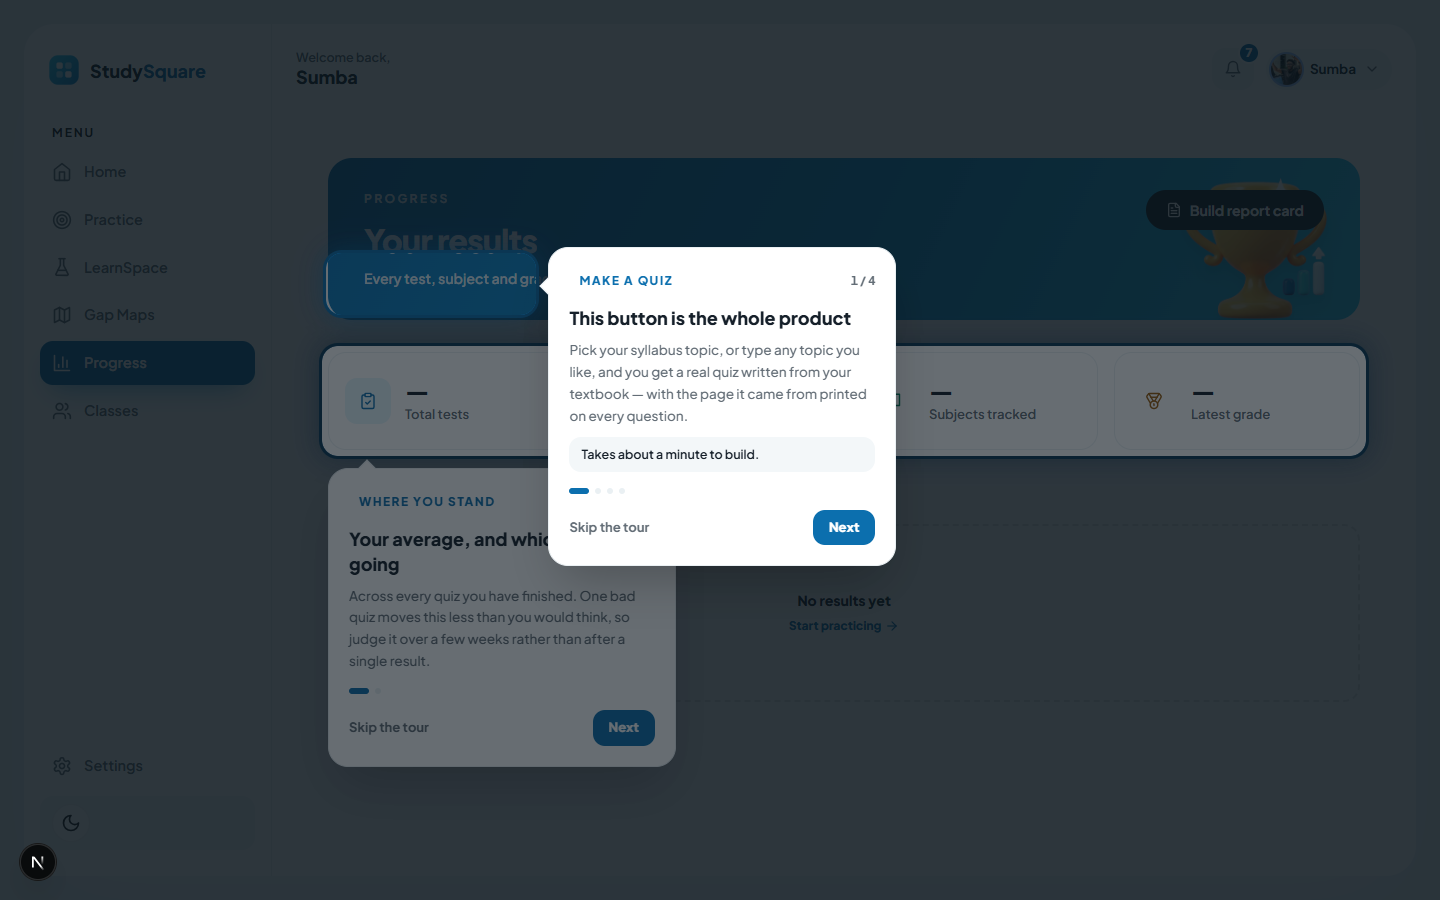 StudySquare
Welcome back,
Sumba
7
Sumba
MENU
Home
Practice
LearnSpace
Gap Maps
Progress
Classes
Settings
PROGRESS
Build report card
Your results
Every test, subject and
MAKE A QUIZ
1/4
This button is the whole product
Pick your syllabus topic, or type any topic you
like, and you get a real quiz written from your
textbook — with the page it came from printed
on every question.
Takes about a minute to build.
Skip the tour
Next
—
Total tests
—
Subjects tracked
—
Latest grade
WHERE YOU STAND
Your average, and
going
Across every quiz you have finished. One bad
quiz moves this less than you would think, so
judge it over a few weeks rather than after a
single result.
Skip the tour
Next
No results yet
Start practicing →
N